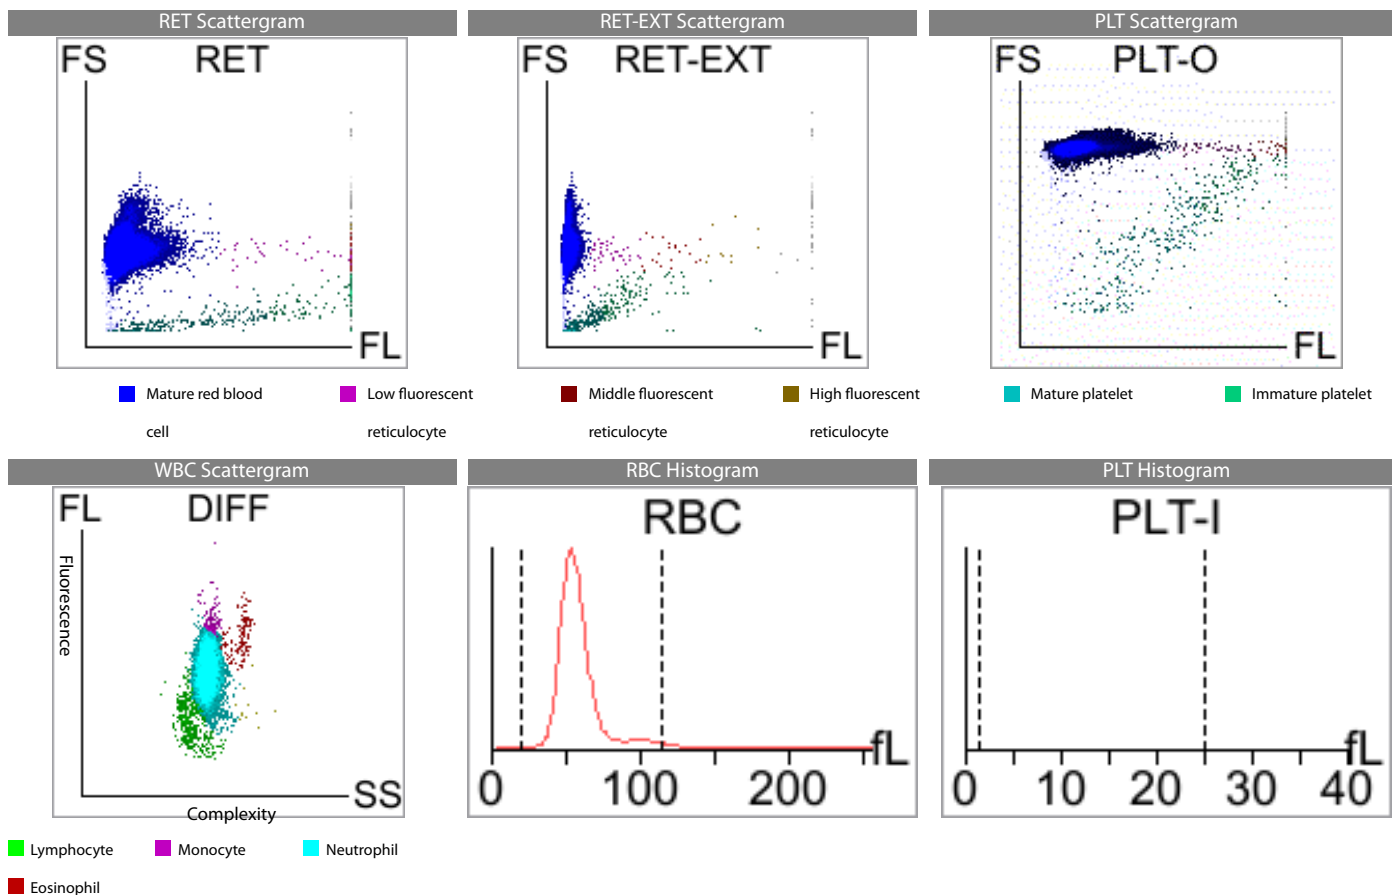 RET Scattergram
RET-EXT Scattergram
PLT Scattergram
FS RET
FL
FS RET-EXT
FL
FS PLT-O
FL
Mature red blood
cell
Low fluorescent
reticulocyte
Middle fluorescent
reticulocyte
High fluorescent
reticulocyte
Mature platelet
Immature platelet
WBC Scattergram
RBC Histogram
PLT Histogram
FL DIFF
Fluorescence
SS
Complexity
RBC
fL
0 100 200
PLT-I
fL
0 10 20 30 40
Lymphocyte
Monocyte
Neutrophil
Eosinophil